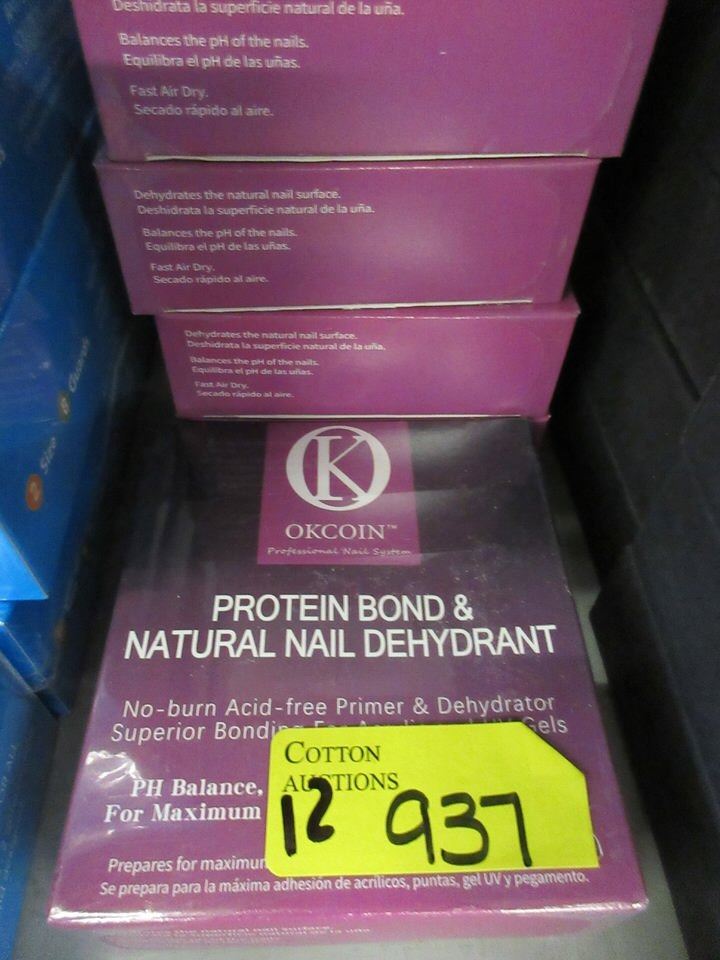 Deshidrata la superficie natural de la uña.
Balances the pH of the nails.
Equilibra el pH de las uñas.
Fast Air Dry.
Secado rápido al aire.
Dehydrates the natural nail surface.
Deshidrata la superficie natural de la uña.
Balances the pH of the nails.
Equilibra el pH de las uñas.
Fast Air Dry.
Secado rápido al aire.
Dehydrates the natural nail surface.
Deshidrata la superficie natural de la uña.
Balances the pH of the nails.
Equilibra el pH de las uñas.
Fast Air Dry.
Secado rápido al aire.
2 Size 8 
OK
OKCOIN™
Professional Nail System
PROTEIN BOND &
NATURAL NAIL DEHYDRANT
No-burn Acid-free Primer & Dehydrator
Superior Bonding Gels
PH Balance,
For Maximum
COTTON
AUCTIONS
12 937
Prepares for
Se prepara para la máxima adhesión de acrílicos, puntas, gel UV y pegamento.